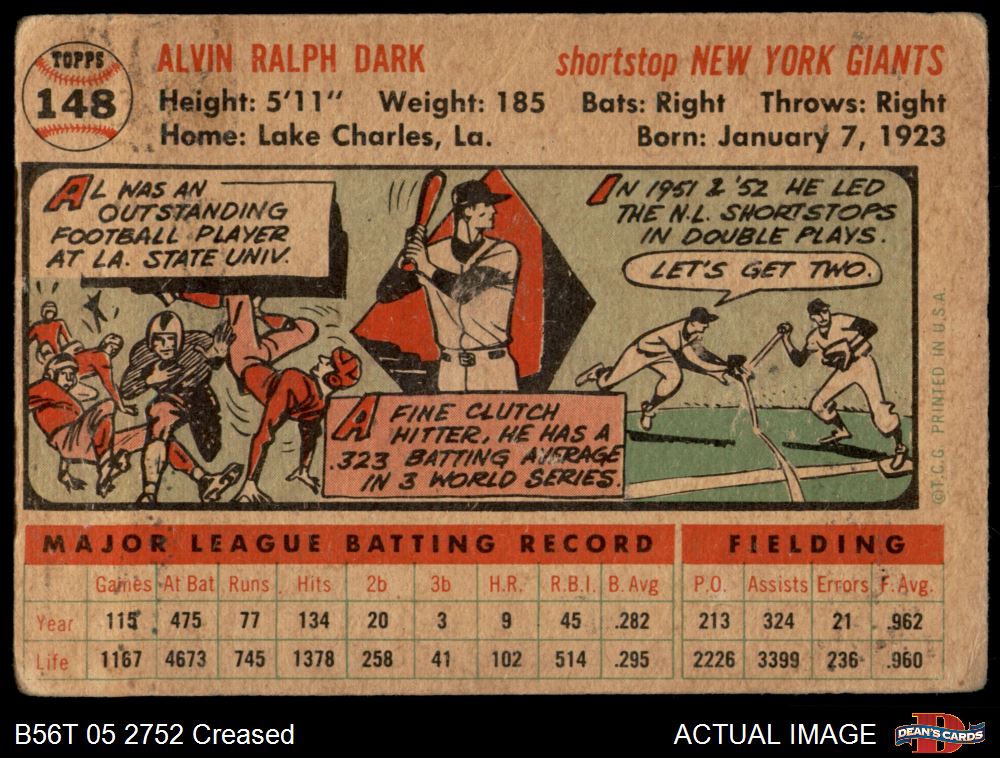 TOPPS
148
ALVIN RALPH DARK shortstop NEW YORK GIANTS
Height: 5'11" Weight: 185 Bats: Right Throws: Right
Home: Lake Charles, La. Born: January 7, 1923
AL WAS AN
OUTSTANDING
FOOTBALL PLAYER
AT LA. STATE UNIV.
IN 1951 & '52 HE LED
THE N.L. SHORTSTOPS
IN DOUBLE PLAYS.
LET'S GET TWO.
A FINE CLUTCH
HITTER, HE HAS A
.323 BATTING AVERAGE
IN 3 WORLD SERIES.
©T.C.G. PRINTED IN U.S.A.
MAJOR LEAGUE BATTING RECORD FIELDING
Games At Bat Runs Hits 2b 3b H.R. R.B.I. B. Avg P.O. Assists Errors F. Avg.
Year 115 475 77 134 20 3 9 45 .282 213 324 21 .962
Life 1167 4673 745 1378 258 41 102 514 .295 2226 3399 236 .960
B56T 05 2752 Creased ACTUAL IMAGE
D
DEAN'S CARDS